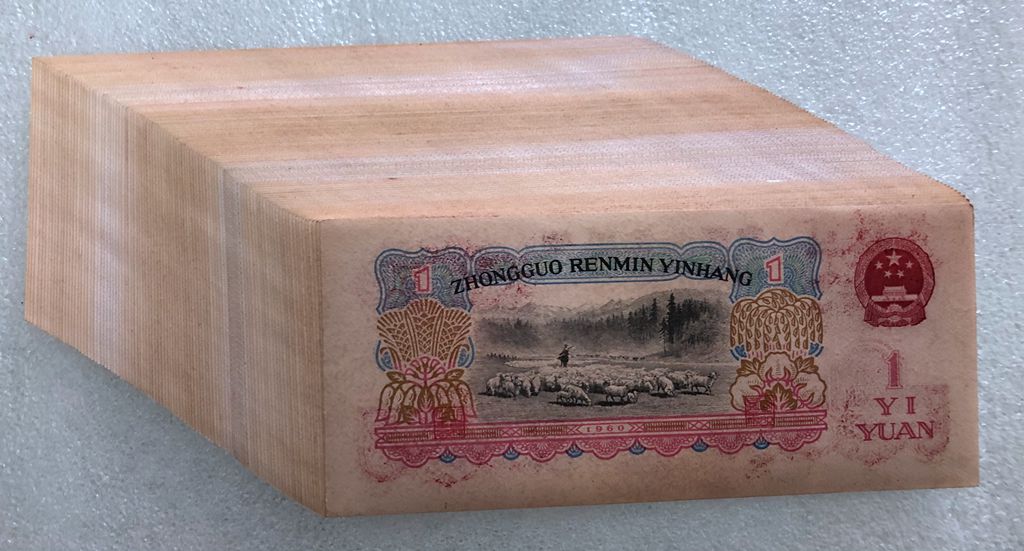 1 ZHONGGUO RENMIN YINHANG 1
1960
1
YI
YUAN